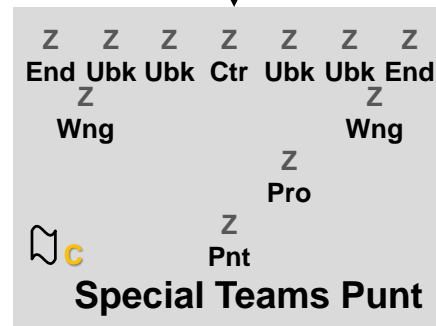 Z Z Z Z Z Z Z
End Ubk Ubk Ctr Ubk Ubk End
Z Z
Wng Wng
Z
Pro
Z
C Pnt
Special Teams Punt